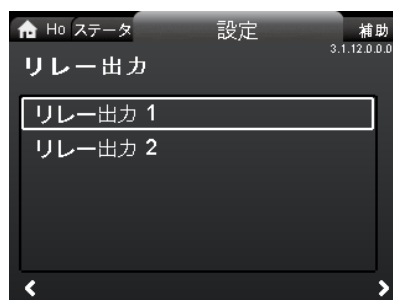 Ho ステータ 設定 補助
3.1.12.0.0.0
リレー出力
リレー出力 1
リレー出力 2